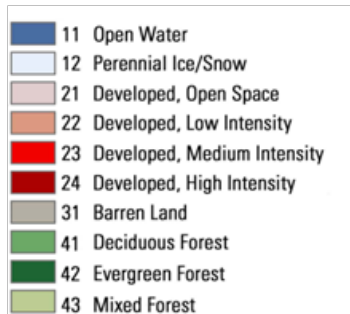 11 Open Water
12 Perennial Ice/Snow
21 Developed, Open Space
22 Developed, Low Intensity
23 Developed, Medium Intensity
24 Developed, High Intensity
31 Barren Land
41 Deciduous Forest
42 Evergreen Forest
43 Mixed Forest